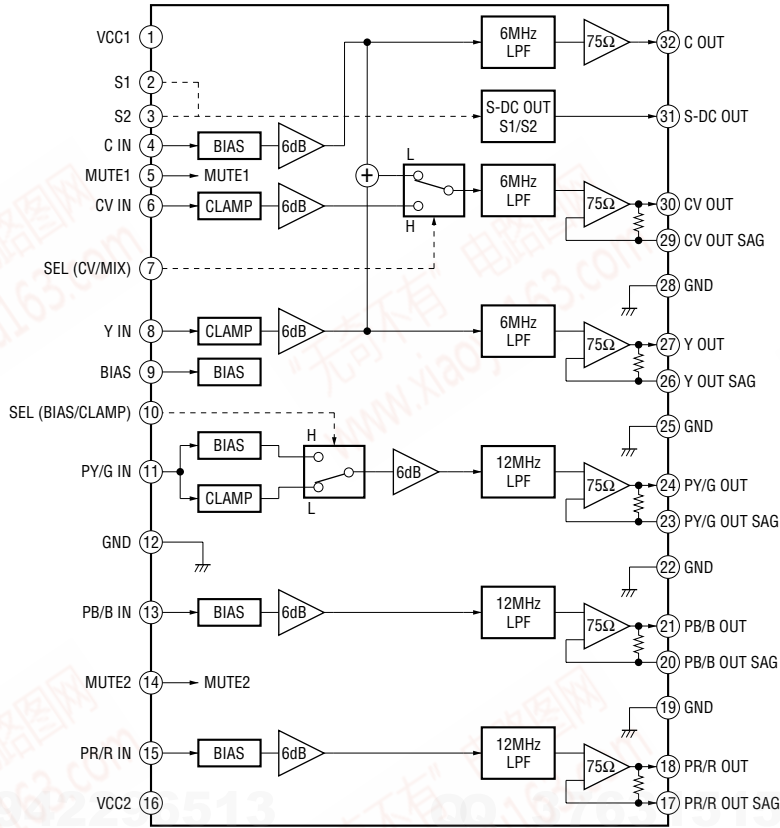 VCC1 1
S1 2
S2 3
C IN 4
MUTE1 5 MUTE1
CV IN 6
SEL (CV/MIX) 7
Y IN 8
BIAS 9
SEL (BIAS/CLAMP) 10
PY/G IN 11
GND 12
PB/B IN 13
MUTE2 14 MUTE2
PR/R IN 15
VCC2 16
BIAS
6dB
CLAMP
6dB
CLAMP
6dB
BIAS
BIAS
CLAMP
H
L
6dB
BIAS
6dB
BIAS
6dB
+
L
H
6MHz
LPF
75Ω
S-DC OUT
S1/S2
6MHz
LPF
75Ω
6MHz
LPF
75Ω
12MHz
LPF
75Ω
12MHz
LPF
75Ω
12MHz
LPF
75Ω
32 C OUT
31 S-DC OUT
30 CV OUT
29 CV OUT SAG
28 GND
27 Y OUT
26 Y OUT SAG
25 GND
24 PY/G OUT
23 PY/G OUT SAG
22 GND
21 PB/B OUT
20 PB/B OUT SAG
19 GND
18 PR/R OUT
17 PR/R OUT SAG